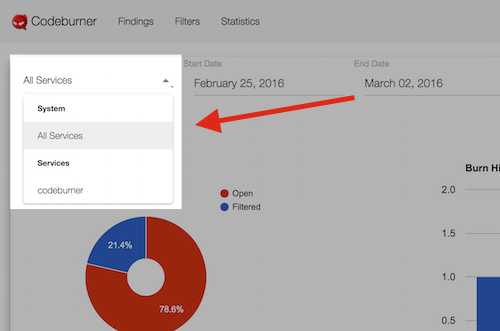 Codeburner Findings Filters Statistics
All Services
Start Date
February 25, 2016
End Date
March 02, 2016
System
All Services
Services
codeburner
Open
Filtered
21.4%
78.6%
Burn Hi
2.0
1.5
1.0
0.5